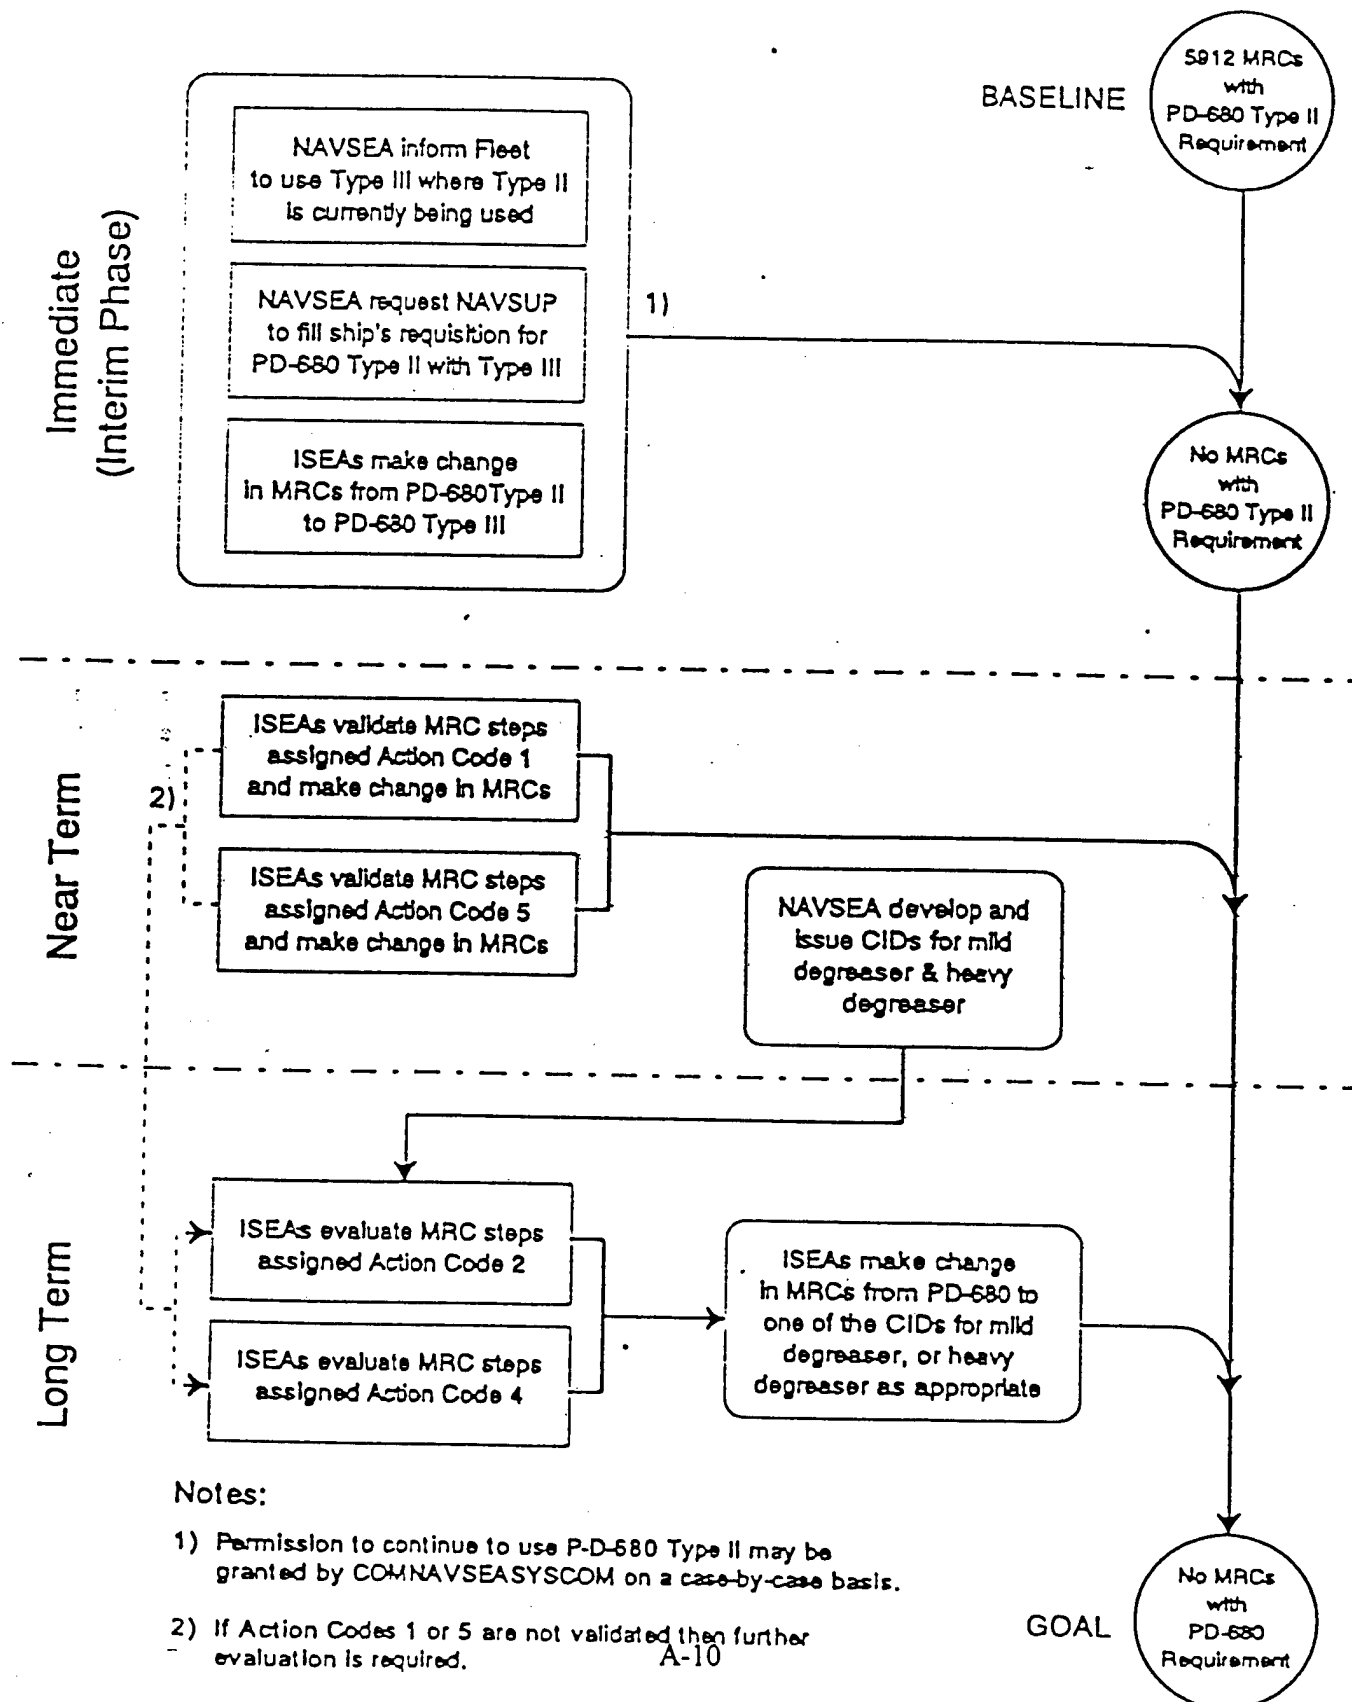 BASELINE
5912 MRCs
with
PD-680 Type II
Requirement
Immediate
(Interim Phase)
NAVSEA inform Fleet
to use Type III where Type II
is currently being used
NAVSEA request NAVSUP
to fill ship's requisition for
PD-680 Type II with Type III
ISEAs make change
in MRCs from PD-680Type II
to PD-680 Type III
1)
No MRCs
with
PD-680 Type II
Requirement
Near Term
2)
ISEAs validate MRC steps
assigned Action Code 1
and make change in MRCs
ISEAs validate MRC steps
assigned Action Code 5
and make change in MRCs
NAVSEA develop and
issue CIDs for mild
degreaser & heavy
degreaser
Long Term
ISEAs evaluate MRC steps
assigned Action Code 2
ISEAs evaluate MRC steps
assigned Action Code 4
ISEAs make change
in MRCs from PD-680 to
one of the CIDs for mild
degreaser, or heavy
degreaser as appropriate
Notes:
1) Permission to continue to use P-D-680 Type II may be
granted by COMNAVSEASYSCOM on a case-by-case basis.
2) If Action Codes 1 or 5 are not validated then further
evaluation is required.
GOAL
No MRCs
with
PD-680
Requirement
A-10